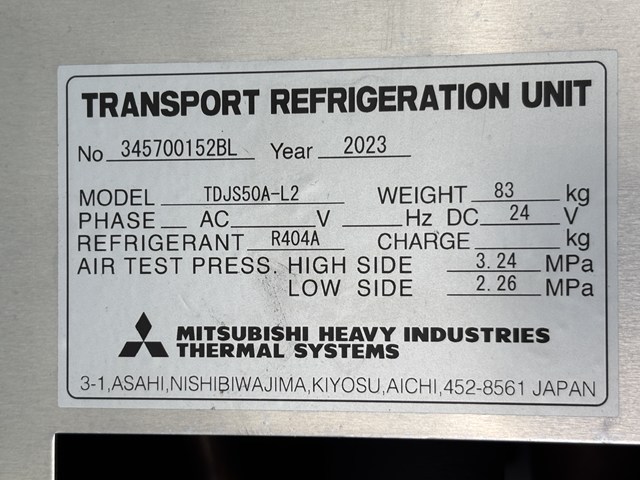 TRANSPORT REFRIGERATION UNIT
No 345700152BL Year 2023
MODEL TDJS50A-L2 WEIGHT 83 kg
PHASE AC V Hz DC 24 V
REFRIGERANT R404A CHARGE kg
AIR TEST PRESS. HIGH SIDE 3.24 MPa
LOW SIDE 2.26 MPa
MITSUBISHI HEAVY INDUSTRIES
THERMAL SYSTEMS
3-1,ASAHI,NISHIBIWAJIMA,KIYOSU,AICHI,452-8561 JAPAN